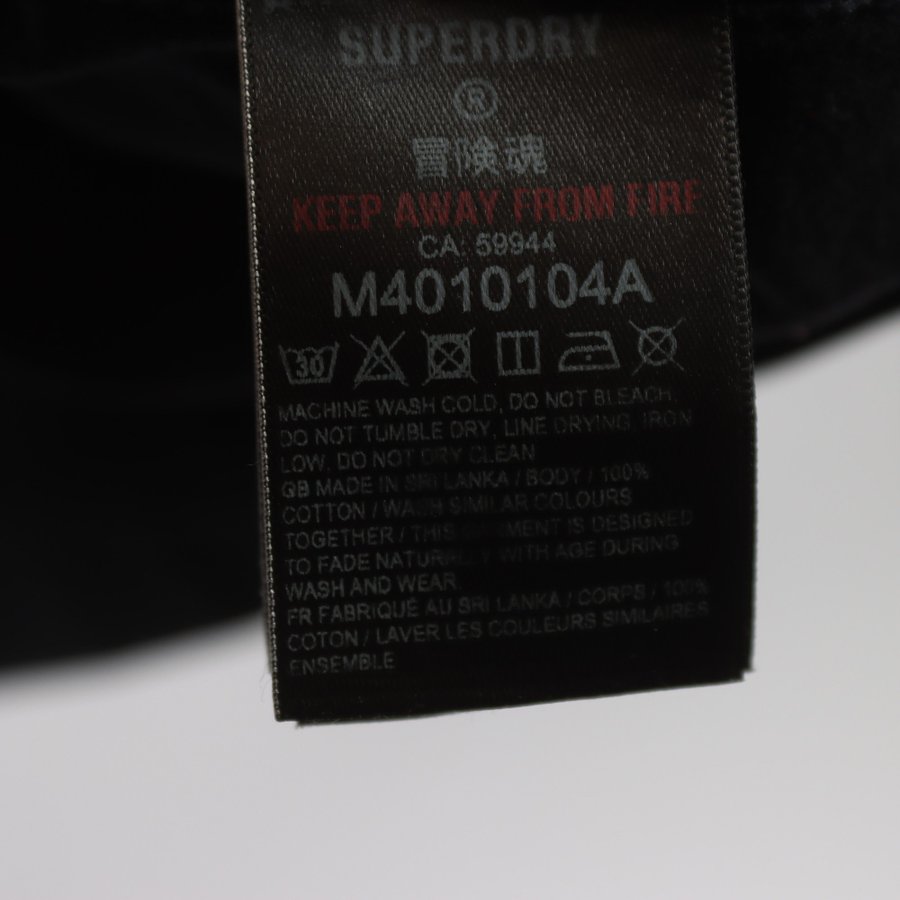 SUPERDRY
®
冒険魂
KEEP AWAY FROM FIRE
CA: 59944
M4010104A
30
MACHINE WASH COLD, DO NOT BLEACH,
DO NOT TUMBLE DRY, LINE DRYING, IRON
LOW, DO NOT DRY CLEAN
GB MADE IN SRI LANKA / BODY / 100%
COTTON / WASH SIMILAR COLOURS
TOGETHER / THIS GARMENT IS DESIGNED
TO FADE NATURALLY WITH AGE DURING
WASH AND WEAR
FR FABRIQUÉ AU SRI LANKA / CORPS / 100%
COTON / LAVER LES COULEURS SIMILAIRES
ENSEMBLE